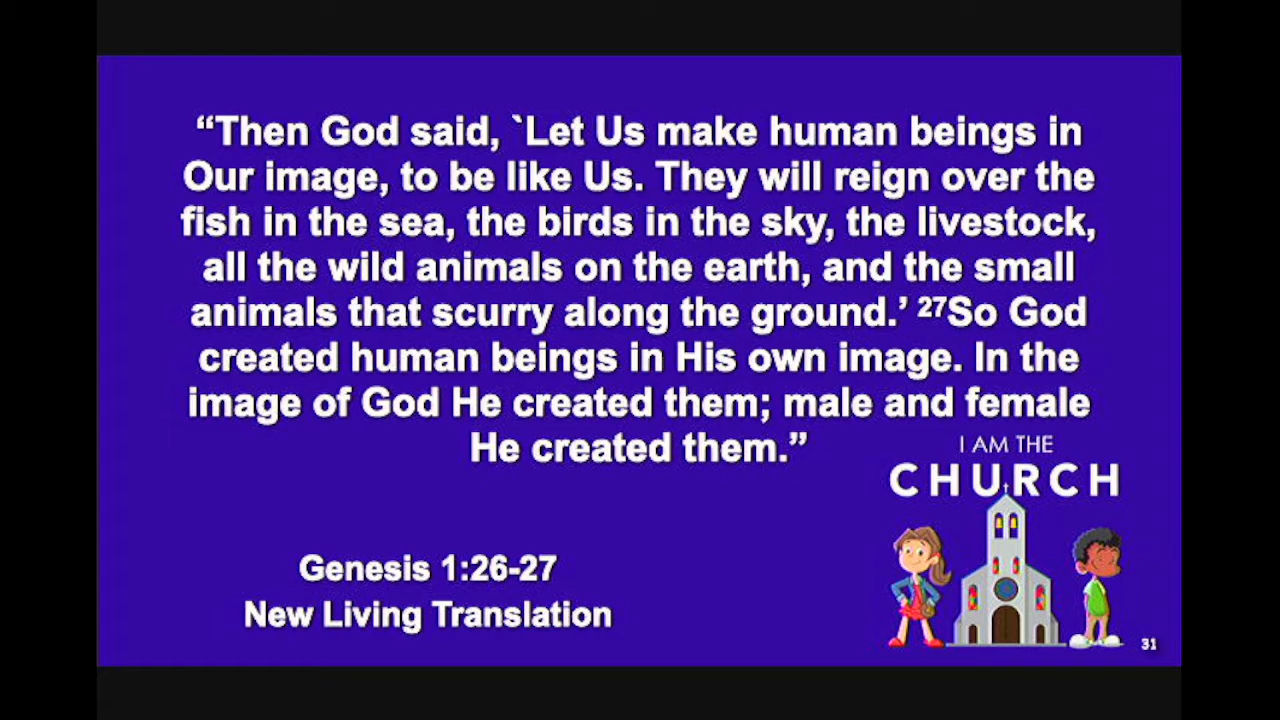 “Then God said, `Let Us make human beings in
Our image, to be like Us. They will reign over the
fish in the sea, the birds in the sky, the livestock,
all the wild animals on the earth, and the small
animals that scurry along the ground.’ ²⁷So God
created human beings in His own image. In the
image of God He created them; male and female
He created them.”
I AM THE
CHURCH
Genesis 1:26-27
New Living Translation
31